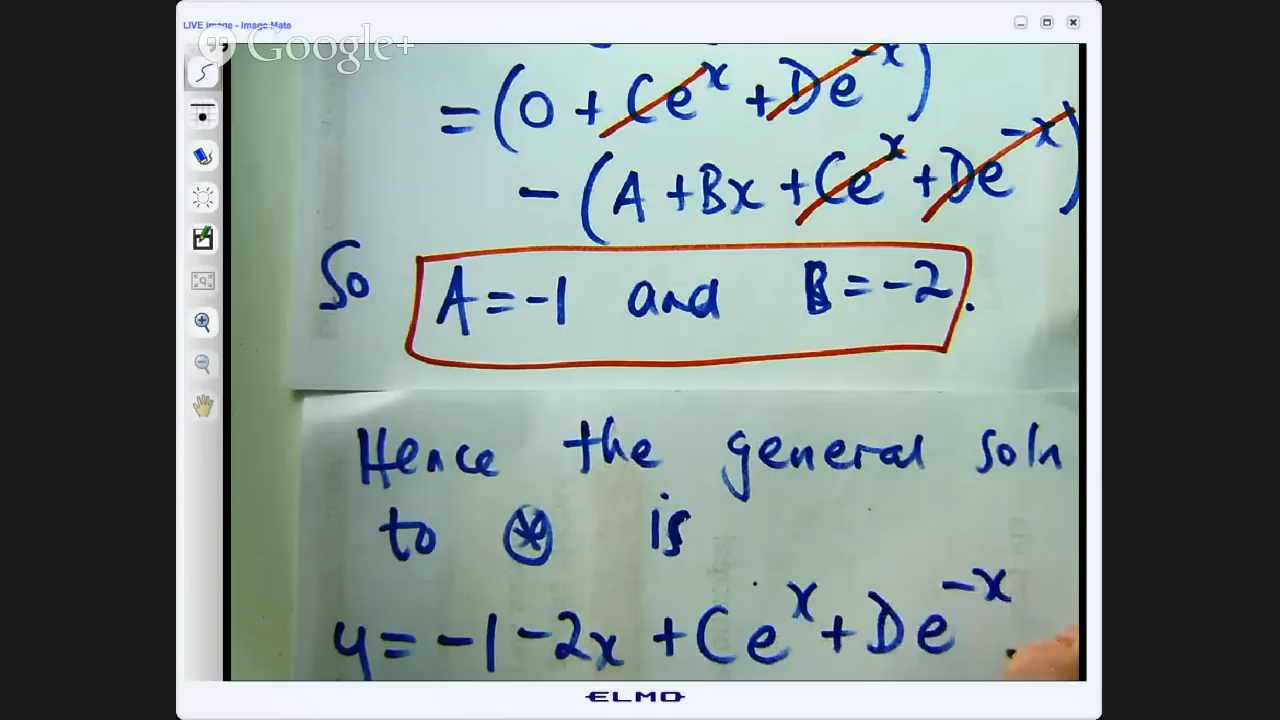 LIVE image - Image Mate
Google+
= (0 + Ce^x + De^-x)
- (A + Bx + Ce^x + De^-x)
So A = -1 and B = -2.
Hence the general soln
to ⊛ is
y = -1 - 2x + Ce^x + De^-x.
ELMO